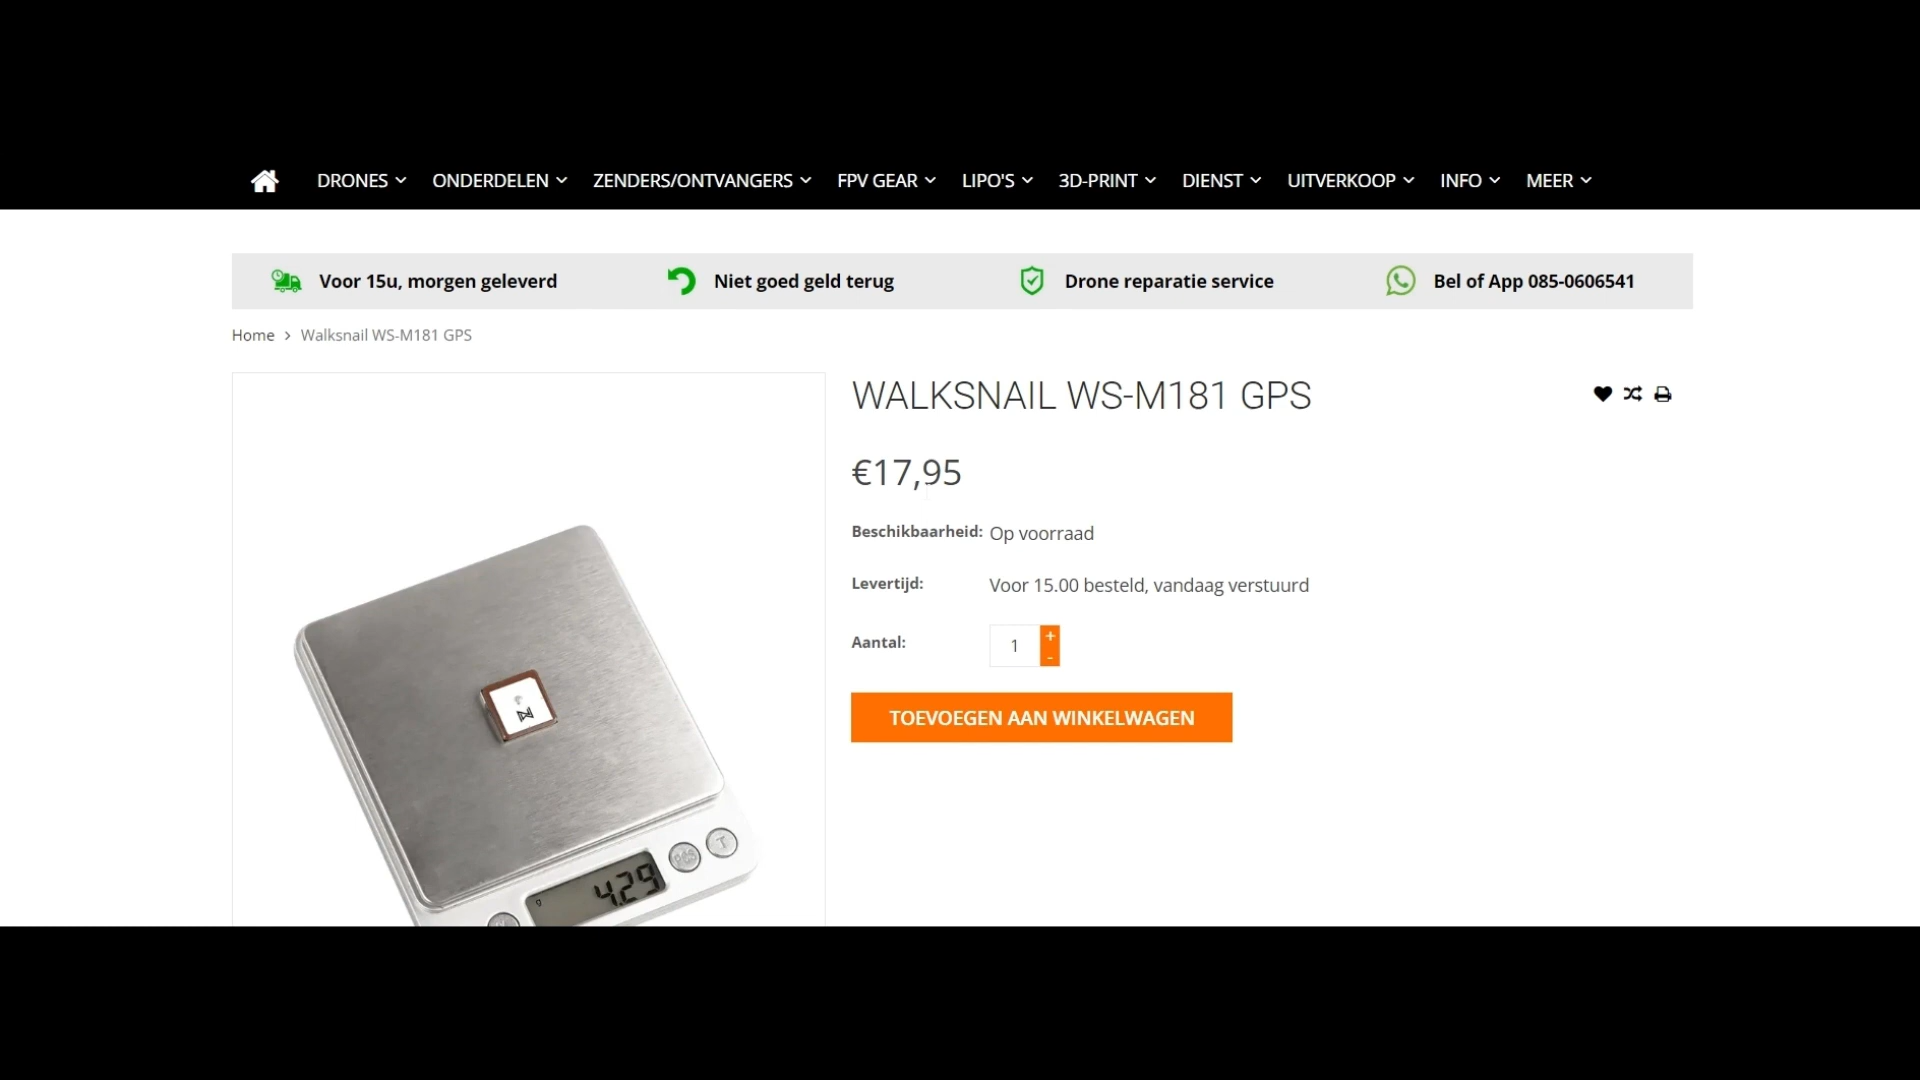 DRONES ONDERDELEN ZENDERS/ONTVANGERS FPV GEAR LIPO'S 3D-PRINT DIENST UITVERKOOP INFO MEER
Voor 15u, morgen geleverd Niet goed geld terug Drone reparatie service Bel of App 085-0606541
Home > Walksnail WS-M181 GPS
WALKSNAIL WS-M181 GPS
€17,95
Beschikbaarheid: Op voorraad
Levertijd: Voor 15.00 besteld, vandaag verstuurd
Aantal: 1 + -
TOEVOEGEN AAN WINKELWAGEN
PCS T
g 4.29